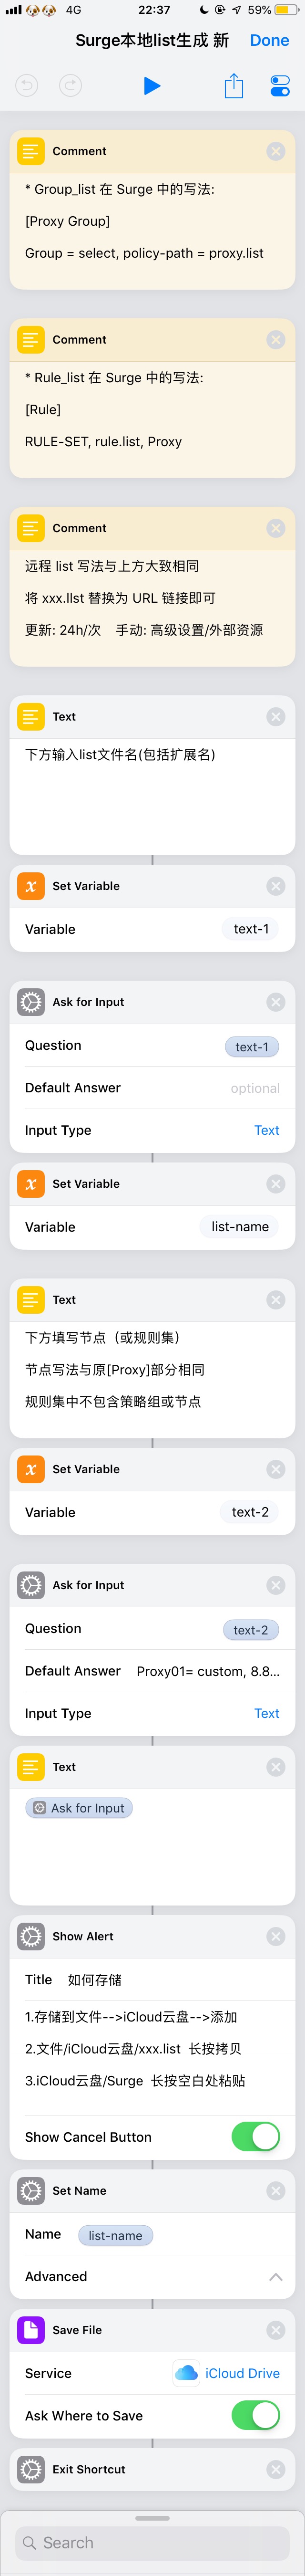 4G 22:37 59%
Surge本地list生成 新 Done
Comment
* Group_list 在 Surge 中的写法:
[Proxy Group]
Group = select, policy-path = proxy.list
Comment
* Rule_list 在 Surge 中的写法:
[Rule]
RULE-SET, rule.list, Proxy
Comment
远程 list 写法与上方大致相同
将 xxx.llst 替换为 URL 链接即可
更新: 24h/次 手动: 高级设置/外部资源
Text
下方输入list文件名(包括扩展名)
Set Variable
Variable text-1
Ask for Input
Question text-1
Default Answer optional
Input Type Text
Set Variable
Variable list-name
Text
下方填写节点（或规则集）
节点写法与原[Proxy]部分相同
规则集中不包含策略组或节点
Set Variable
Variable text-2
Ask for Input
Question text-2
Default Answer Proxy01= custom, 8.8...
Input Type Text
Text
Ask for Input
Show Alert
Title 如何存储
1.存储到文件-->iCloud云盘-->添加
2.文件/iCloud云盘/xxx.list 长按拷贝
3.iCloud云盘/Surge 长按空白处粘贴
Show Cancel Button
Set Name
Name list-name
Advanced
Save File
Service iCloud Drive
Ask Where to Save
Exit Shortcut
Search